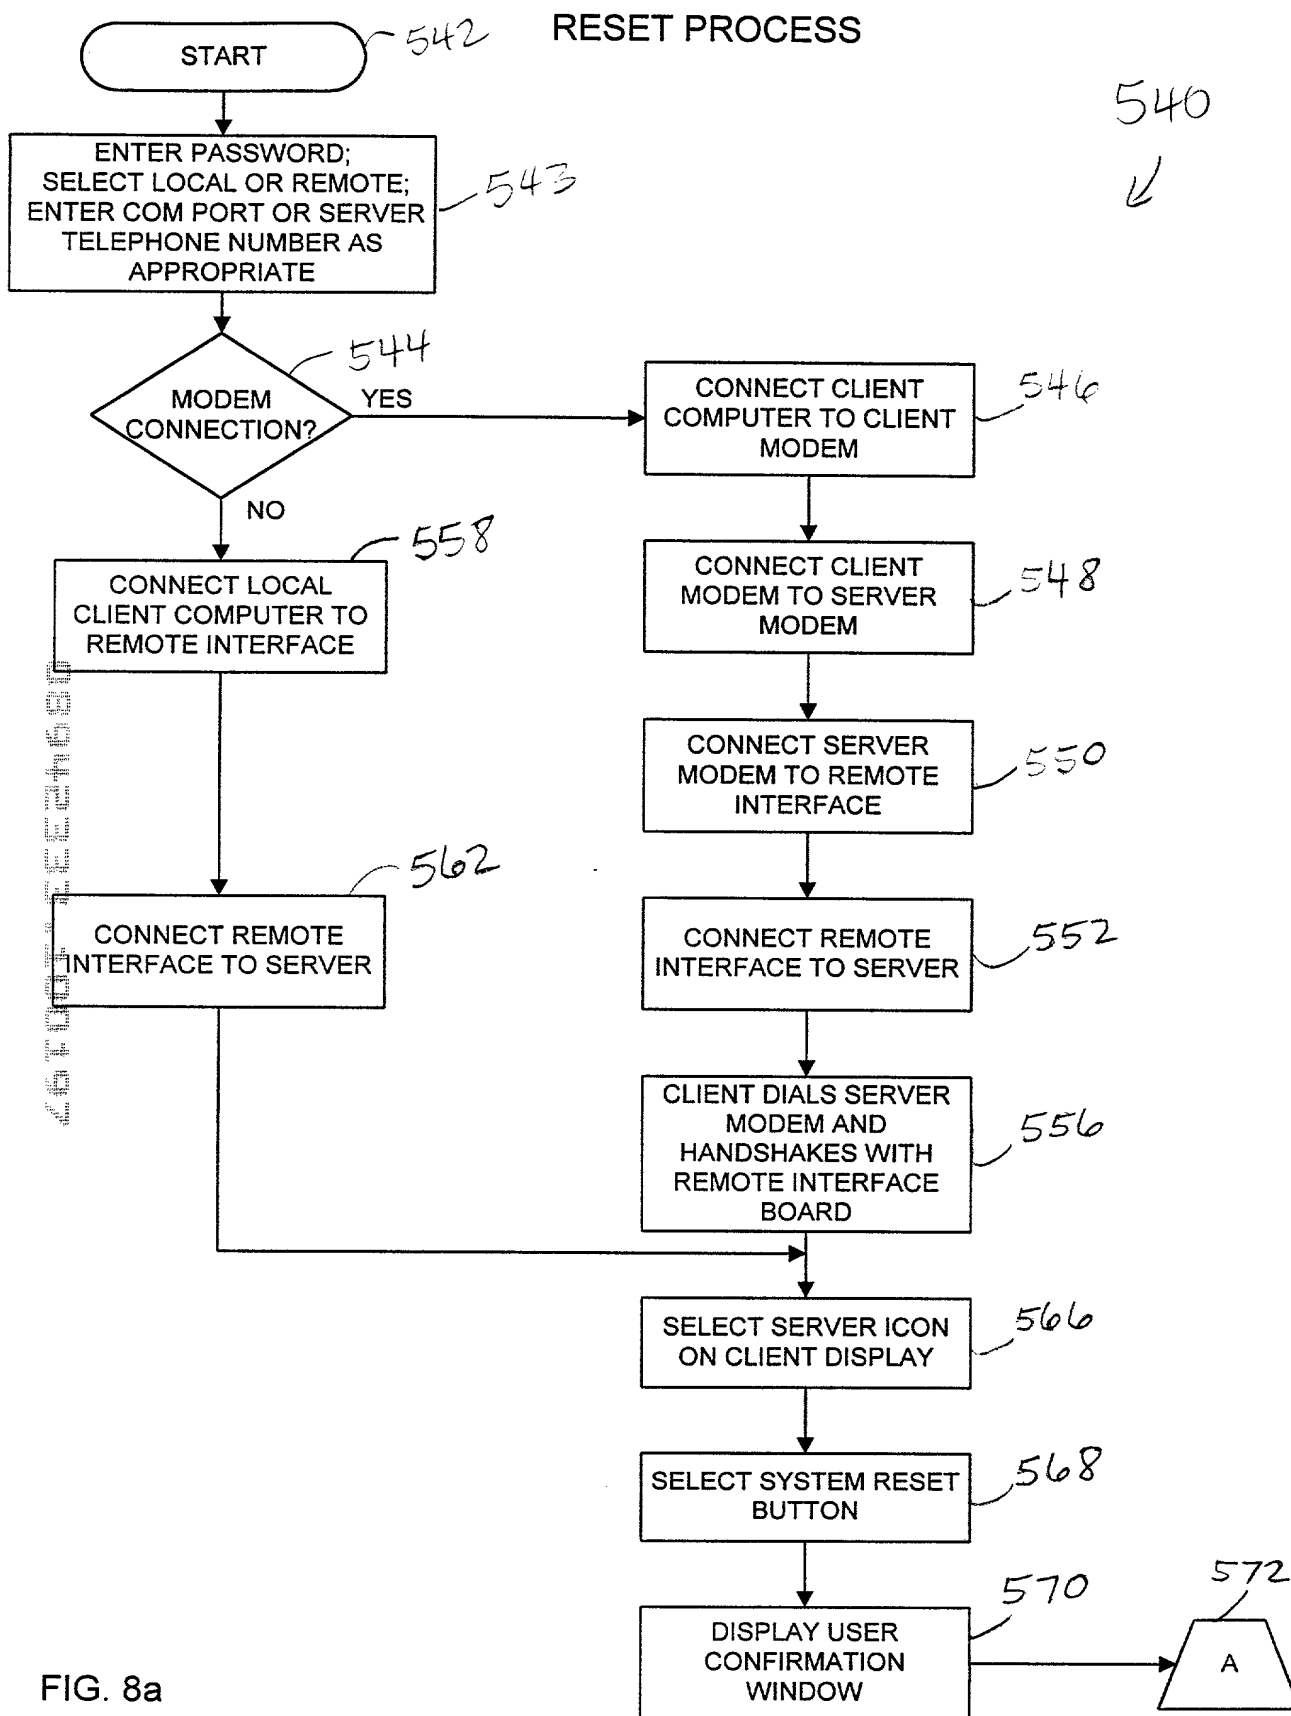 RESET PROCESS
START
542
540
ENTER PASSWORD;
SELECT LOCAL OR REMOTE;
ENTER COM PORT OR SERVER
TELEPHONE NUMBER AS
APPROPRIATE
543
544
MODEM
CONNECTION?
YES
NO
CONNECT CLIENT
COMPUTER TO CLIENT
MODEM
546
558
CONNECT LOCAL
CLIENT COMPUTER TO
REMOTE INTERFACE
CONNECT CLIENT
MODEM TO SERVER
MODEM
548
CONNECT SERVER
MODEM TO REMOTE
INTERFACE
550
562
CONNECT REMOTE
INTERFACE TO SERVER
CONNECT REMOTE
INTERFACE TO SERVER
552
CLIENT DIALS SERVER
MODEM AND
HANDSHAKES WITH
REMOTE INTERFACE
BOARD
556
SELECT SERVER ICON
ON CLIENT DISPLAY
566
SELECT SYSTEM RESET
BUTTON
568
DISPLAY USER
CONFIRMATION
WINDOW
570
572
A
FIG. 8a